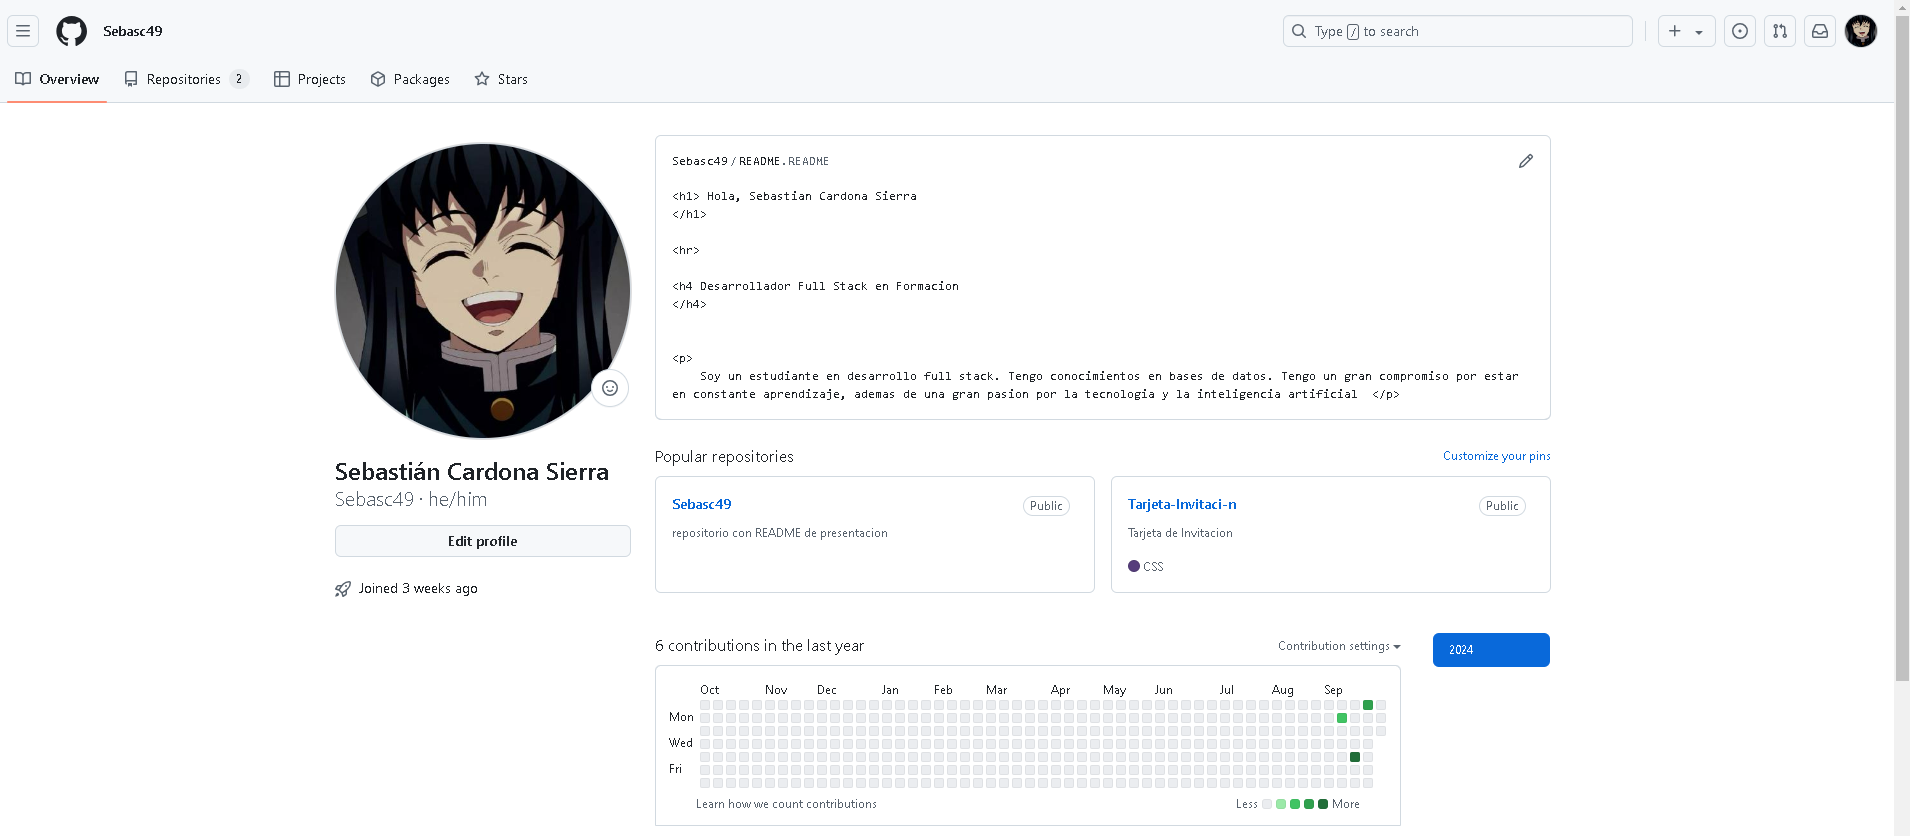 Sebasc49
Type / to search
Overview
Repositories 2
Projects
Packages
Stars
Sebasc49/README.README
<h1> Hola, Sebastian Cardona Sierra
</h1>
<hr>
<h4 Desarrollador Full Stack en Formacion
</h4>
<p>
Soy un estudiante en desarrollo full stack. Tengo conocimientos en bases de datos. Tengo un gran compromiso por estar
en constante aprendizaje, ademas de una gran pasion por la tecnologia y la inteligencia artificial </p>
Sebastián Cardona Sierra
Sebasc49 · he/him
Edit profile
Joined 3 weeks ago
Popular repositories
Customize your pins
Sebasc49
Public
repositorio con README de presentacion
Tarjeta-Invitaci-n
Public
Tarjeta de Invitacion
CSS
6 contributions in the last year
Contribution settings
2024
Oct Nov Dec Jan Feb Mar Apr May Jun Jul Aug Sep
Mon
Wed
Fri
Learn how we count contributions
Less More